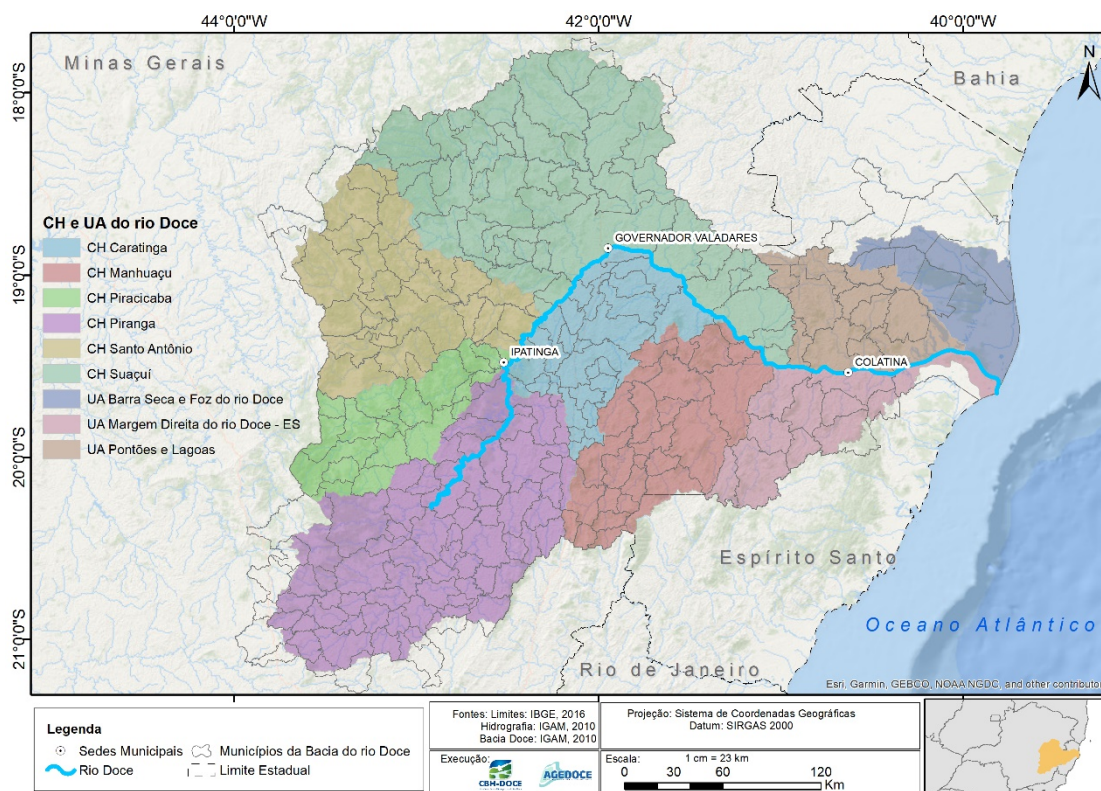 44°0'0"W
42°0'0"W
40°0'0"W
Minas Gerais
Bahia
N
18°0'0"S
19°0'0"S
20°0'0"S
21°0'0"S
CH e UA do rio Doce
CH Caratinga
CH Manhuaçu
CH Piracicaba
CH Piranga
CH Santo Antônio
CH Suaçuí
UA Barra Seca e Foz do rio Doce
UA Margem Direita do rio Doce - ES
UA Pontões e Lagoas
GOVERNADOR VALADARES
IPATINGA
COLATINA
Espírito Santo
Oceano Atlântico
Rio de Janeiro
Esri, Garmin, GEBCO, NOAA NGDC, and other contributor
Legenda
Sedes Municipais
Municípios da Bacia do rio Doce
Rio Doce
Limite Estadual
Fontes: Limites: IBGE, 2016
Hidrografia: IGAM, 2010
Bacia Doce: IGAM, 2010
Execução:
CBH-DOCE
AGEDOCE
Projeção: Sistema de Coordenadas Geográficas
Datum: SIRGAS 2000
Escala: 1 cm = 23 km
0 30 60 120
Km